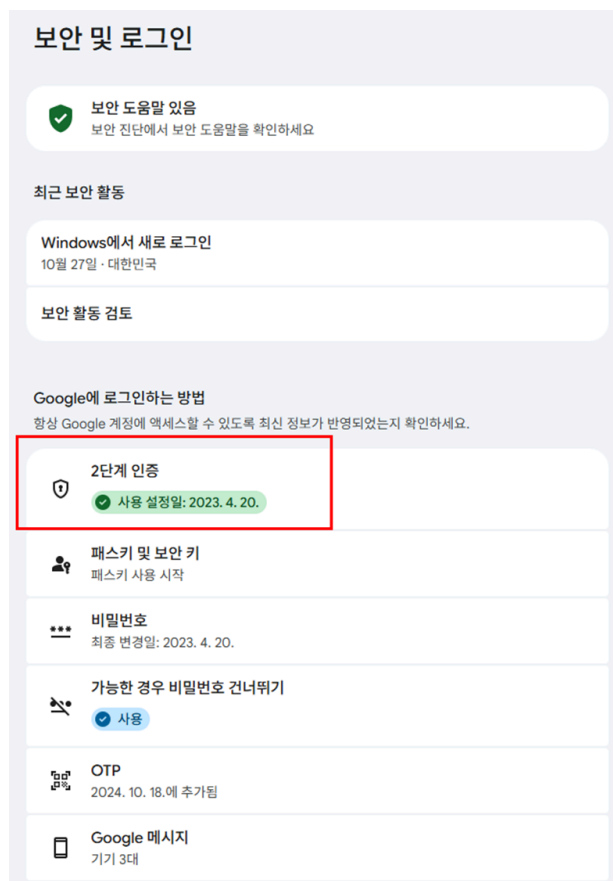 보안 및 로그인
보안 도움말 있음
보안 진단에서 보안 도움말을 확인하세요
최근 보안 활동
Windows에서 새로 로그인
10월 27일 · 대한민국
보안 활동 검토
Google에 로그인하는 방법
항상 Google 계정에 액세스할 수 있도록 최신 정보가 반영되었는지 확인하세요.
2단계 인증
사용 설정일: 2023. 4. 20.
패스키 및 보안 키
패스키 사용 시작
비밀번호
최종 변경일: 2023. 4. 20.
가능한 경우 비밀번호 건너뛰기
사용
OTP
2024. 10. 18.에 추가됨
Google 메시지
기기 3대